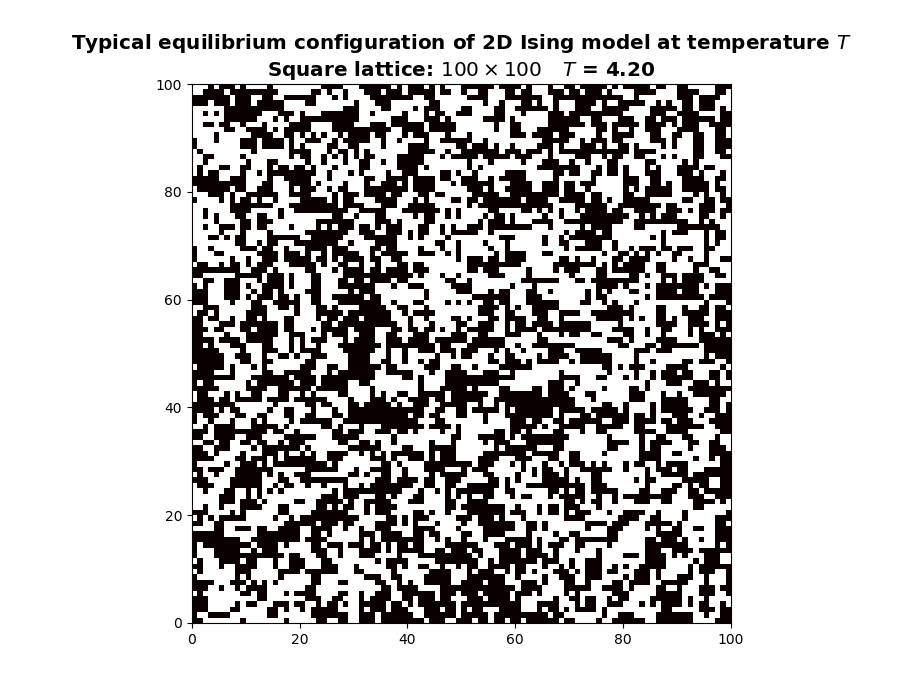 Typical equilibrium configuration of 2D Ising model at temperature T
Square lattice: 100 × 100 T = 4.20
100
80
60
40
20
0
0 20 40 60 80 100